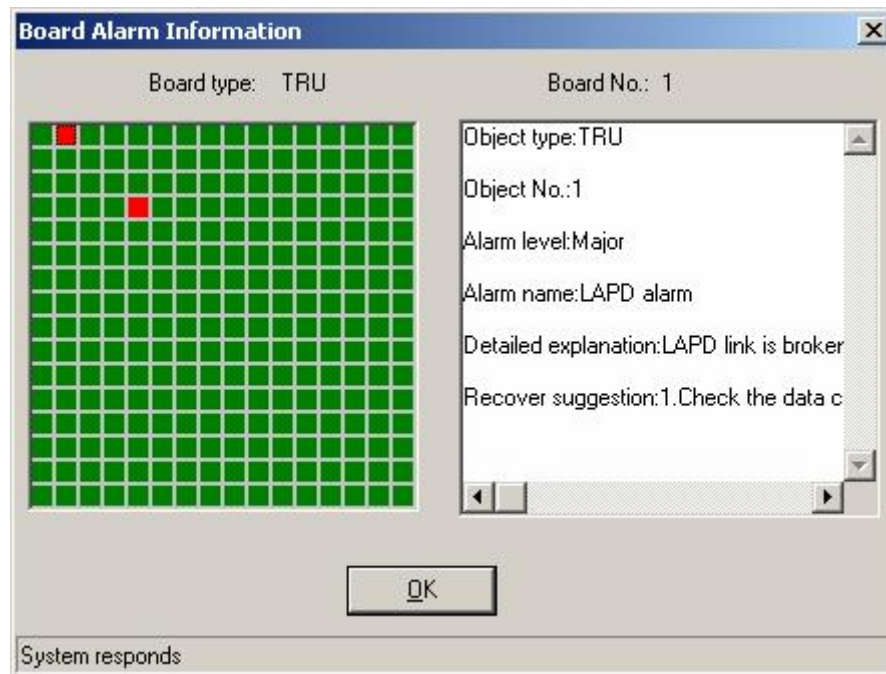 Board Alarm Information
Board type: TRU
Board No.: 1
Object type:TRU
Object No.:1
Alarm level:Major
Alarm name:LAPD alarm
Detailed explanation:LAPD link is broken
Recover suggestion:1.Check the data c
OK
System responds